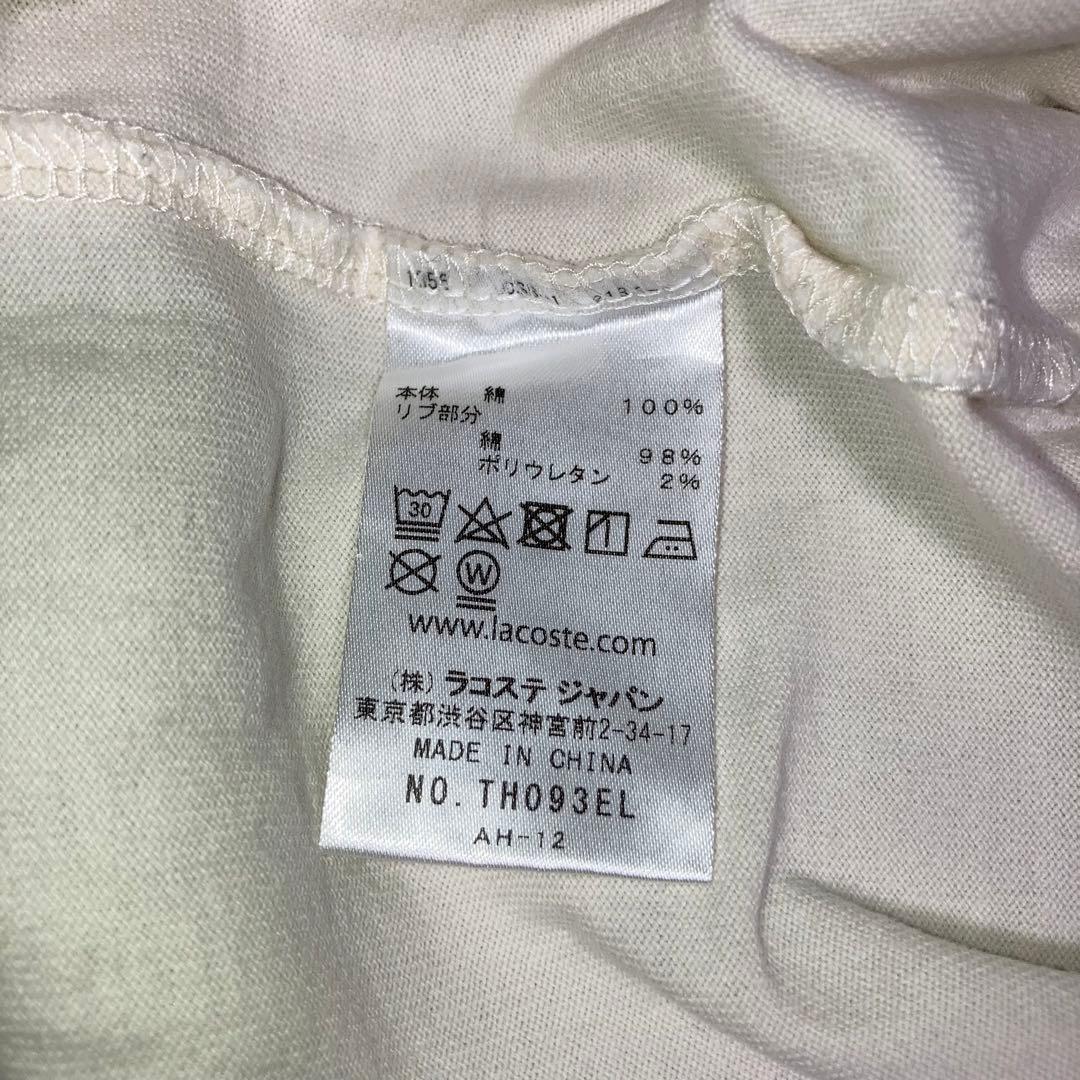 本体 綿 100%
リブ部分
綿 98%
ポリウレタン 2%
30
W
www.lacoste.com
(株) ラコステ ジャパン
東京都渋谷区神宮前2-34-17
MADE IN CHINA
NO. TH093EL
AH-12